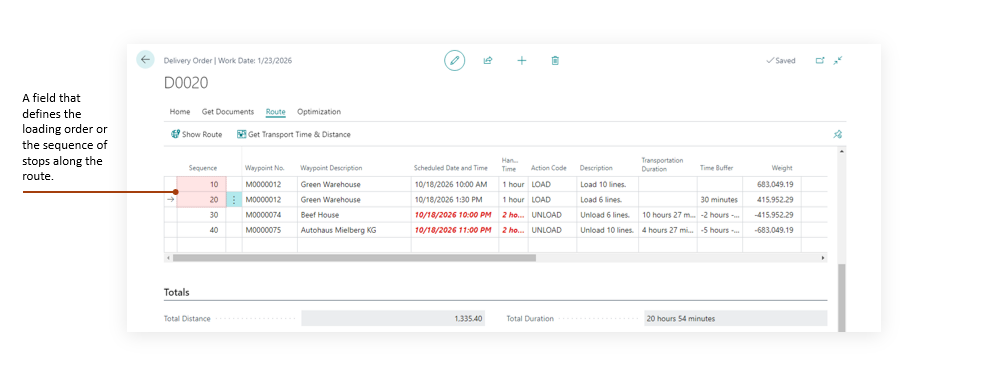 A field that
defines the
loading order or
the sequence of
stops along the
route.
Delivery Order | Work Date: 1/23/2026
Saved
D0020
Home Get Documents Route Optimization
Show Route Get Transport Time & Distance
Sequence Waypoint No. Waypoint Description Scheduled Date and Time Han... Time Action Code Description Transportation Duration Time Buffer Weight
10 M0000012 Green Warehouse 10/18/2026 10:00 AM 1 hour LOAD Load 10 lines. 683,049.19
20 M0000012 Green Warehouse 10/18/2026 1:30 PM 1 hour LOAD Load 6 lines. 30 minutes 415,952.29
30 M0000074 Beef House 10/18/2026 10:00 PM 2 ho... UNLOAD Unload 6 lines. 10 hours 27 m... -2 hours -... -415,952.29
40 M0000075 Autohaus Mielberg KG 10/18/2026 11:00 PM 2 ho... UNLOAD Unload 10 lines. 4 hours 27 mi... -5 hours -... -683,049.19
Totals
Total Distance 1,335.40 Total Duration 20 hours 54 minutes